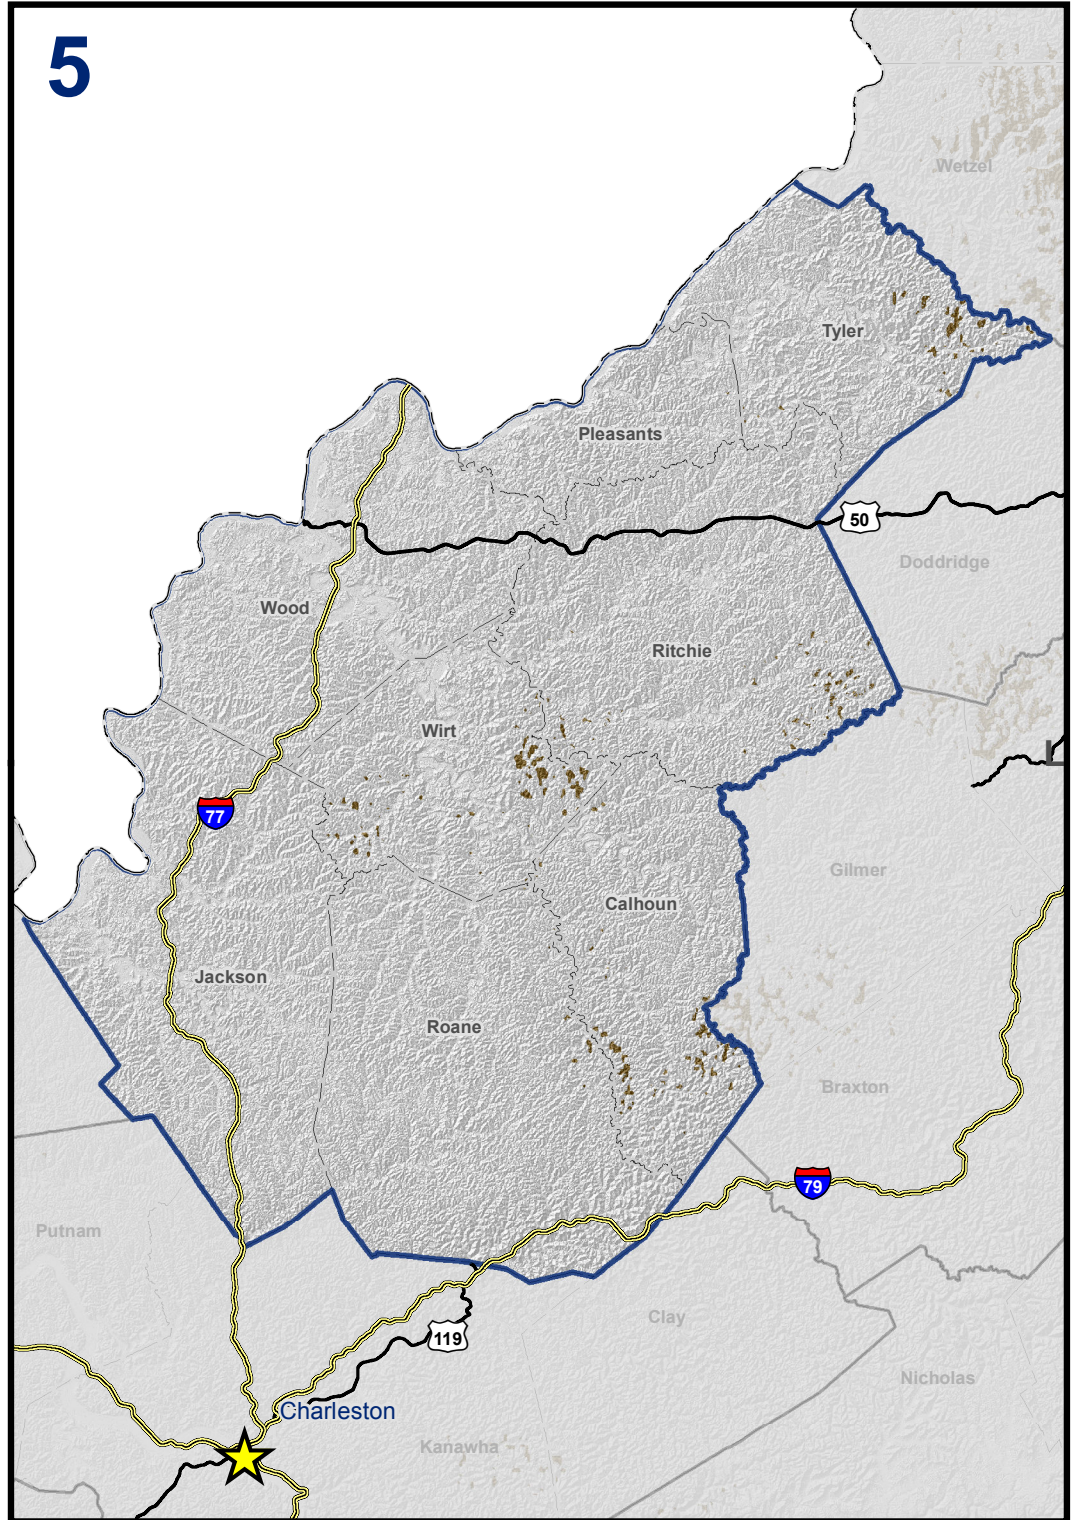 5
Wetzel
Tyler
Pleasants
50
Doddridge
Wood
Ritchie
Wirt
L
77
Gilmer
Calhoun
Jackson
Roane
Braxton
79
Putnam
Clay
119
Nicholas
Charleston
Kanawha